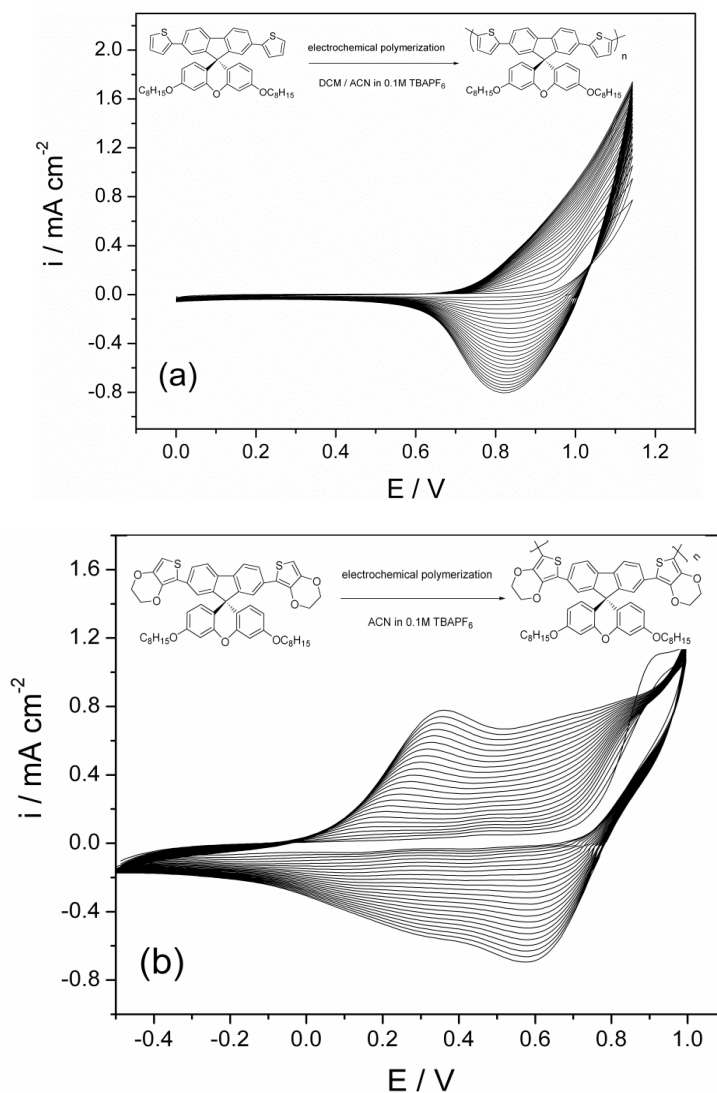 2.0
1.6
1.2
0.8
0.4
0.0
-0.4
-0.8
i / mA cm-2
S
S
C8H15O
O
OC8H15
electrochemical polymerization
DCM / ACN in 0.1M TBAPF6
S
S
n
C8H15O
O
OC8H15
(a)
0.0 0.2 0.4 0.6 0.8 1.0 1.2
E / V
1.6
1.2
0.8
0.4
0.0
-0.4
-0.8
i / mA cm-2
S
S
O
O
O
O
C8H15O
O
OC8H15
electrochemical polymerization
ACN in 0.1M TBAPF6
S
S
n
O
O
O
O
C8H15O
O
OC8H15
(b)
-0.4 -0.2 0.0 0.2 0.4 0.6 0.8 1.0
E / V